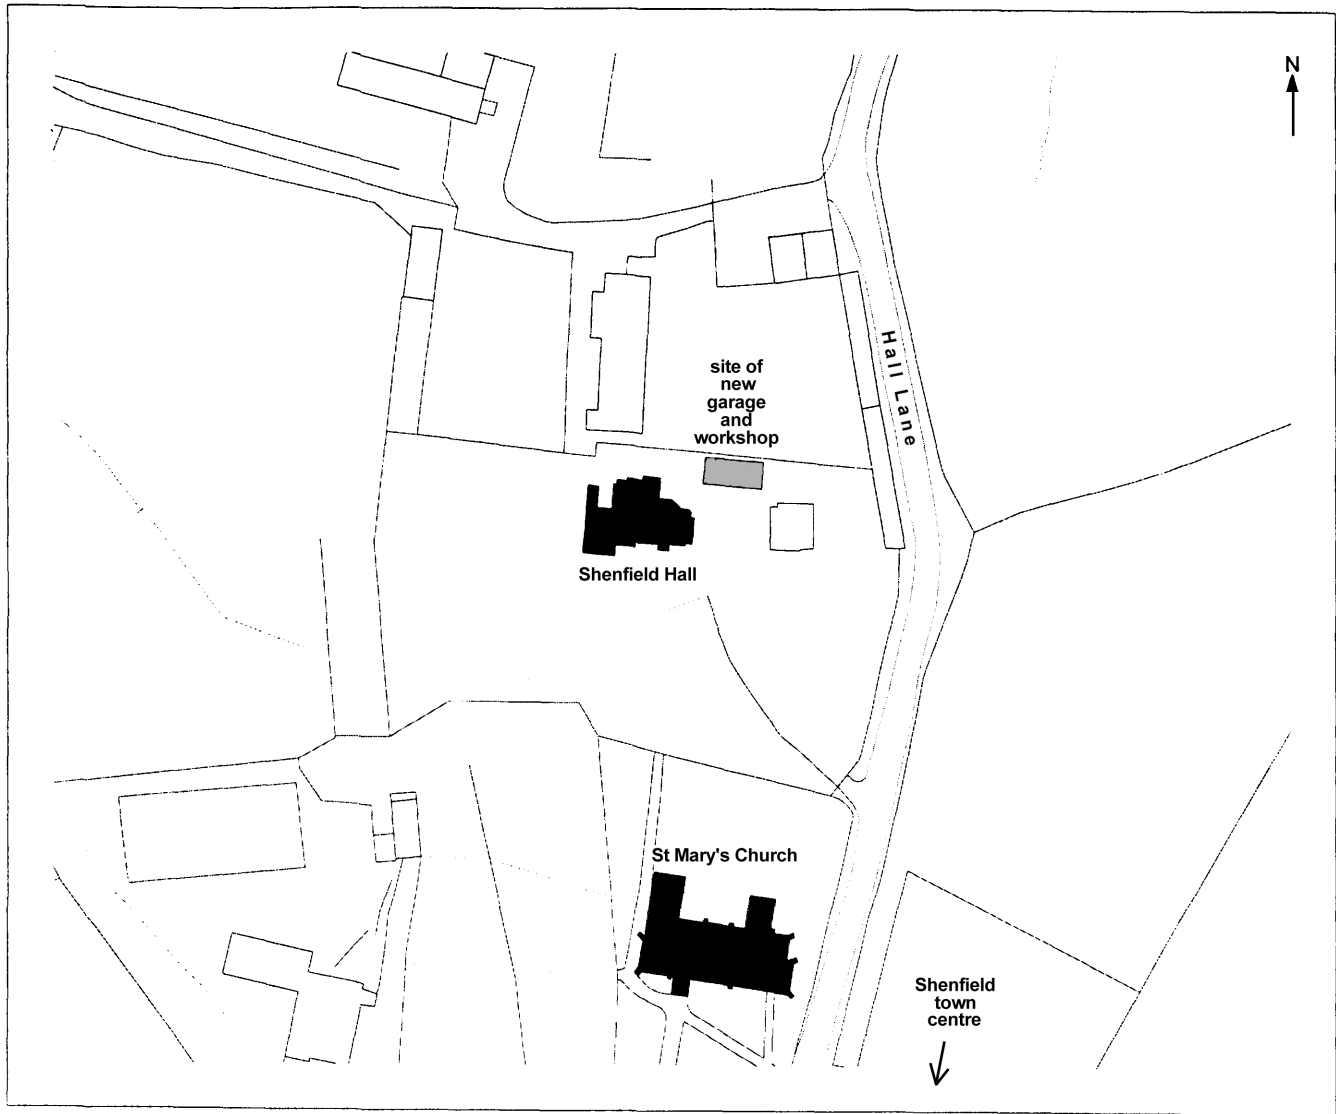 N
Hall Lane
site of
new
garage
and
workshop
Shenfield Hall
St Mary's Church
Shenfield
town
centre